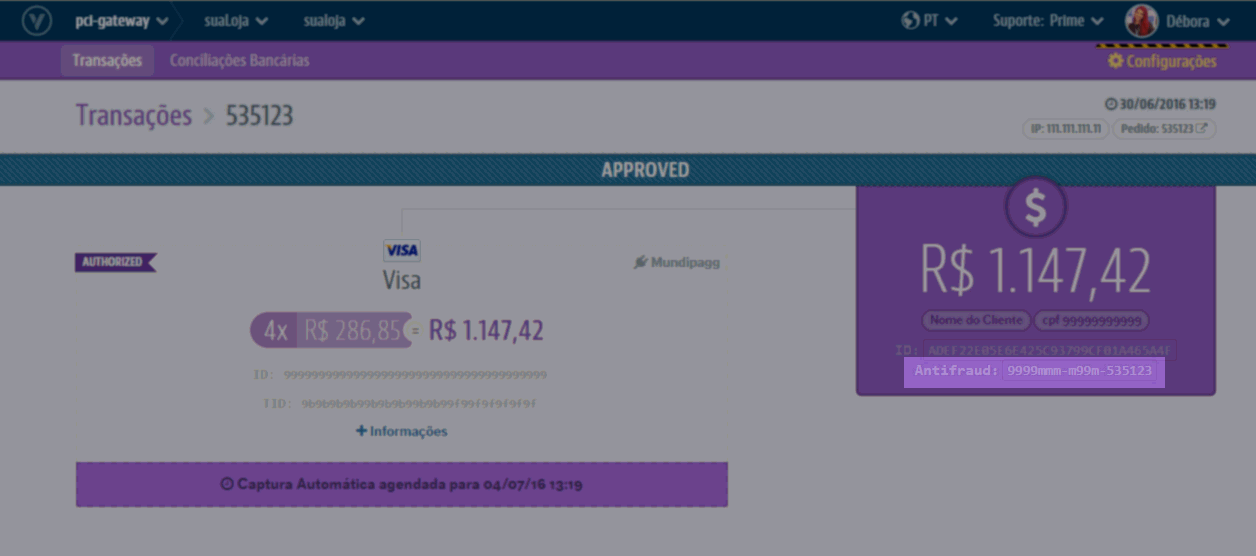 pci-gateway suaLoja sualoja PT Suporte: Prime Débora
Transações Conciliações Bancárias Configurações
Transações > 535123
30/06/2016 13:19
IP: 111.111.111.11 Pedido: 535123
APPROVED
AUTHORIZED
VISA
Visa
Mundipagg
4x R$ 286,85 = R$ 1.147,42
ID: 99999999999999999999999999999999999
TID: 9b9b9b9b99b9b9b99b9b99f99f9f9f9f9f
+ Informações
Captura Automática agendada para 04/07/16 13:19
$
R$ 1.147,42
Nome do Cliente cpf 99999999999
ID:
Antifraud: 9999mmm-m99m-535123